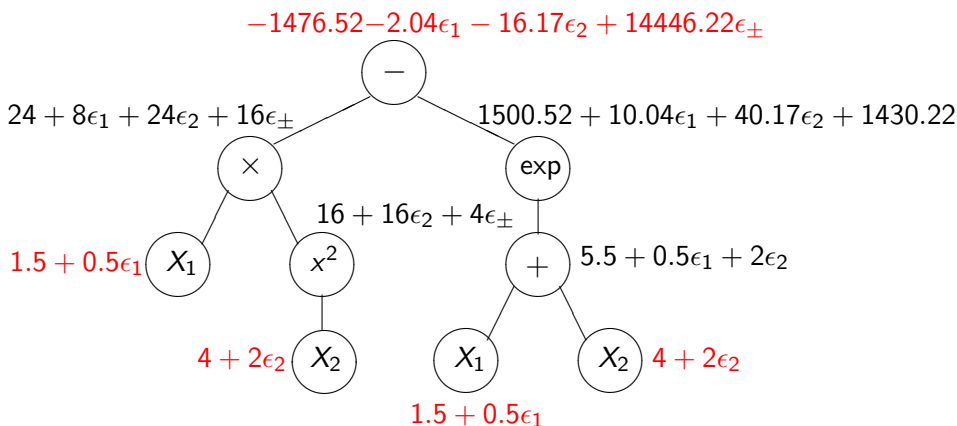 −1476.52−2.04ϵ₁ − 16.17ϵ₂ + 14446.22ϵ±
−
24 + 8ϵ₁ + 24ϵ₂ + 16ϵ± 1500.52 + 10.04ϵ₁ + 40.17ϵ₂ + 1430.22
× exp
16 + 16ϵ₂ + 4ϵ±
1.5 + 0.5ϵ₁ X₁ x² + 5.5 + 0.5ϵ₁ + 2ϵ₂
4 + 2ϵ₂ X₂ X₁ X₂ 4 + 2ϵ₂
1.5 + 0.5ϵ₁